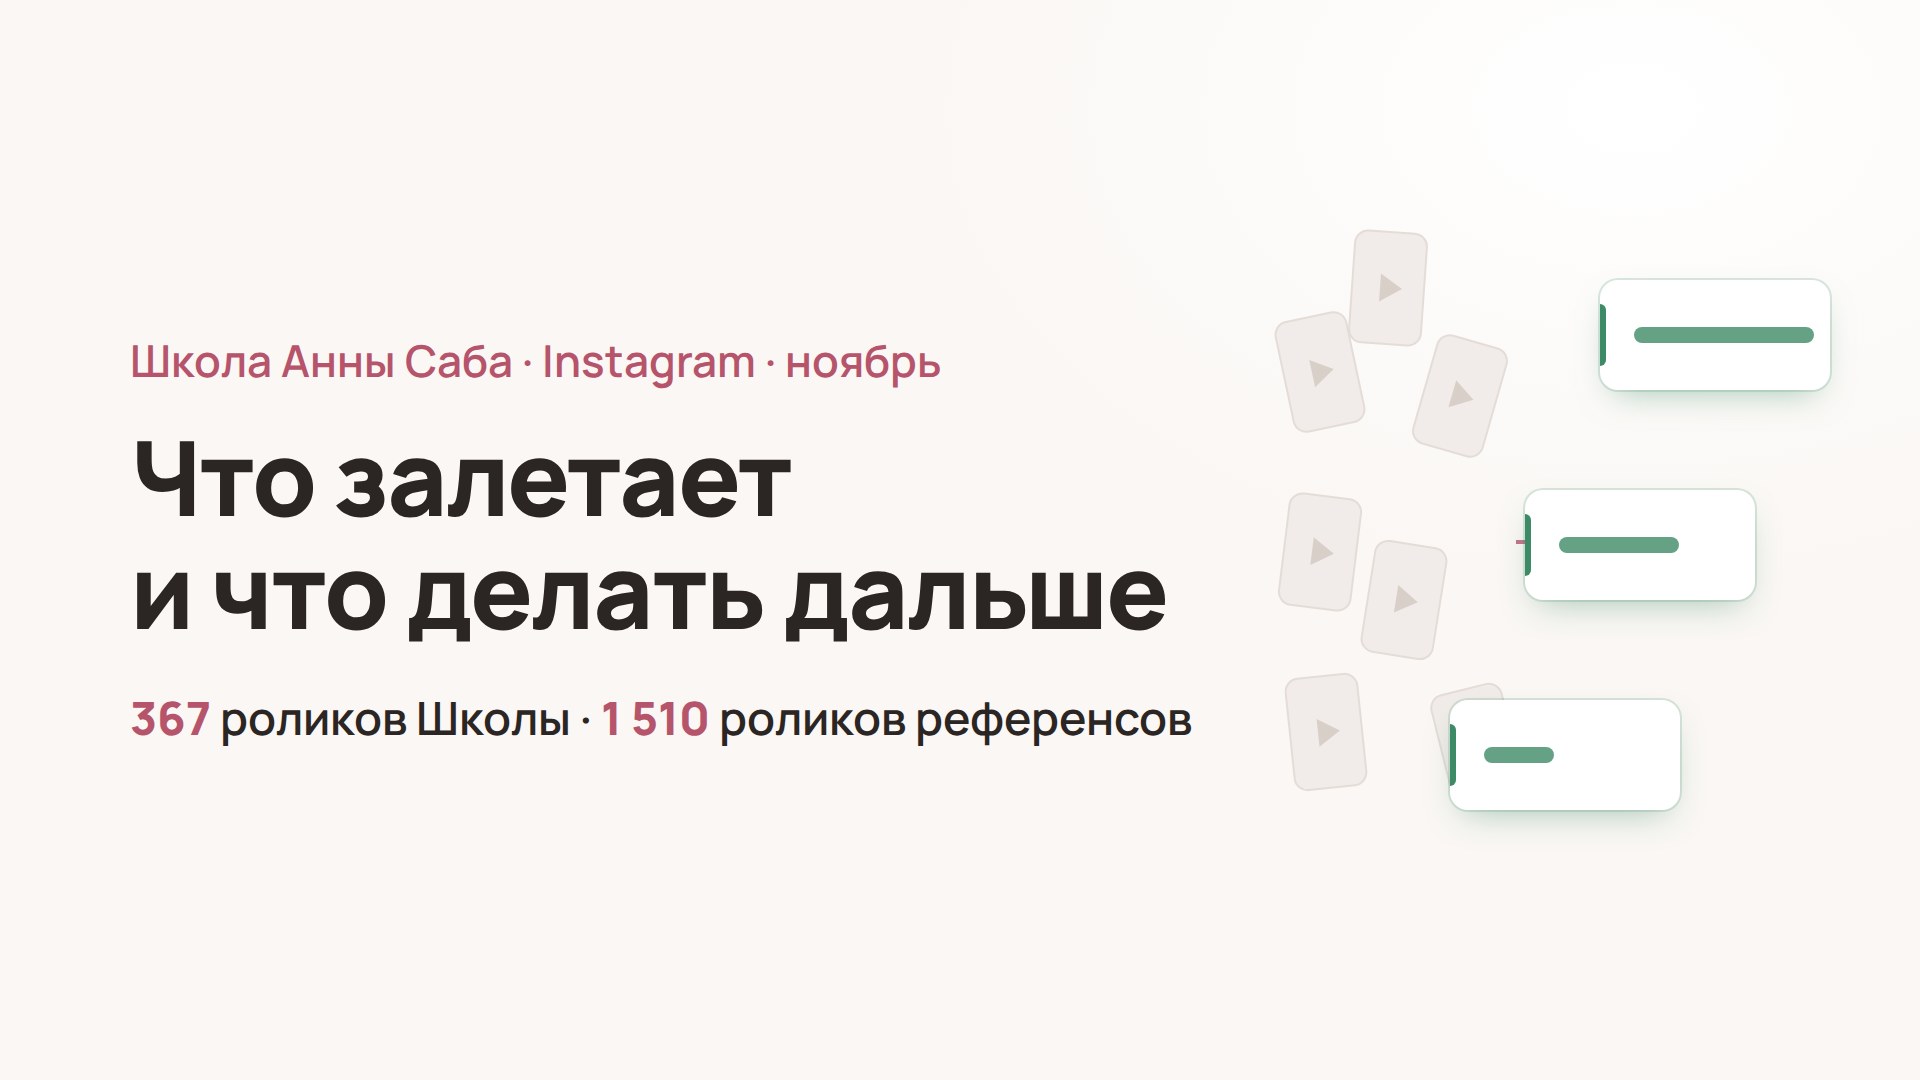 Школа Анны Саба · Instagram · ноябрь
Что залетает
и что делать дальше
367 роликов Школы · 1 510 роликов референсов